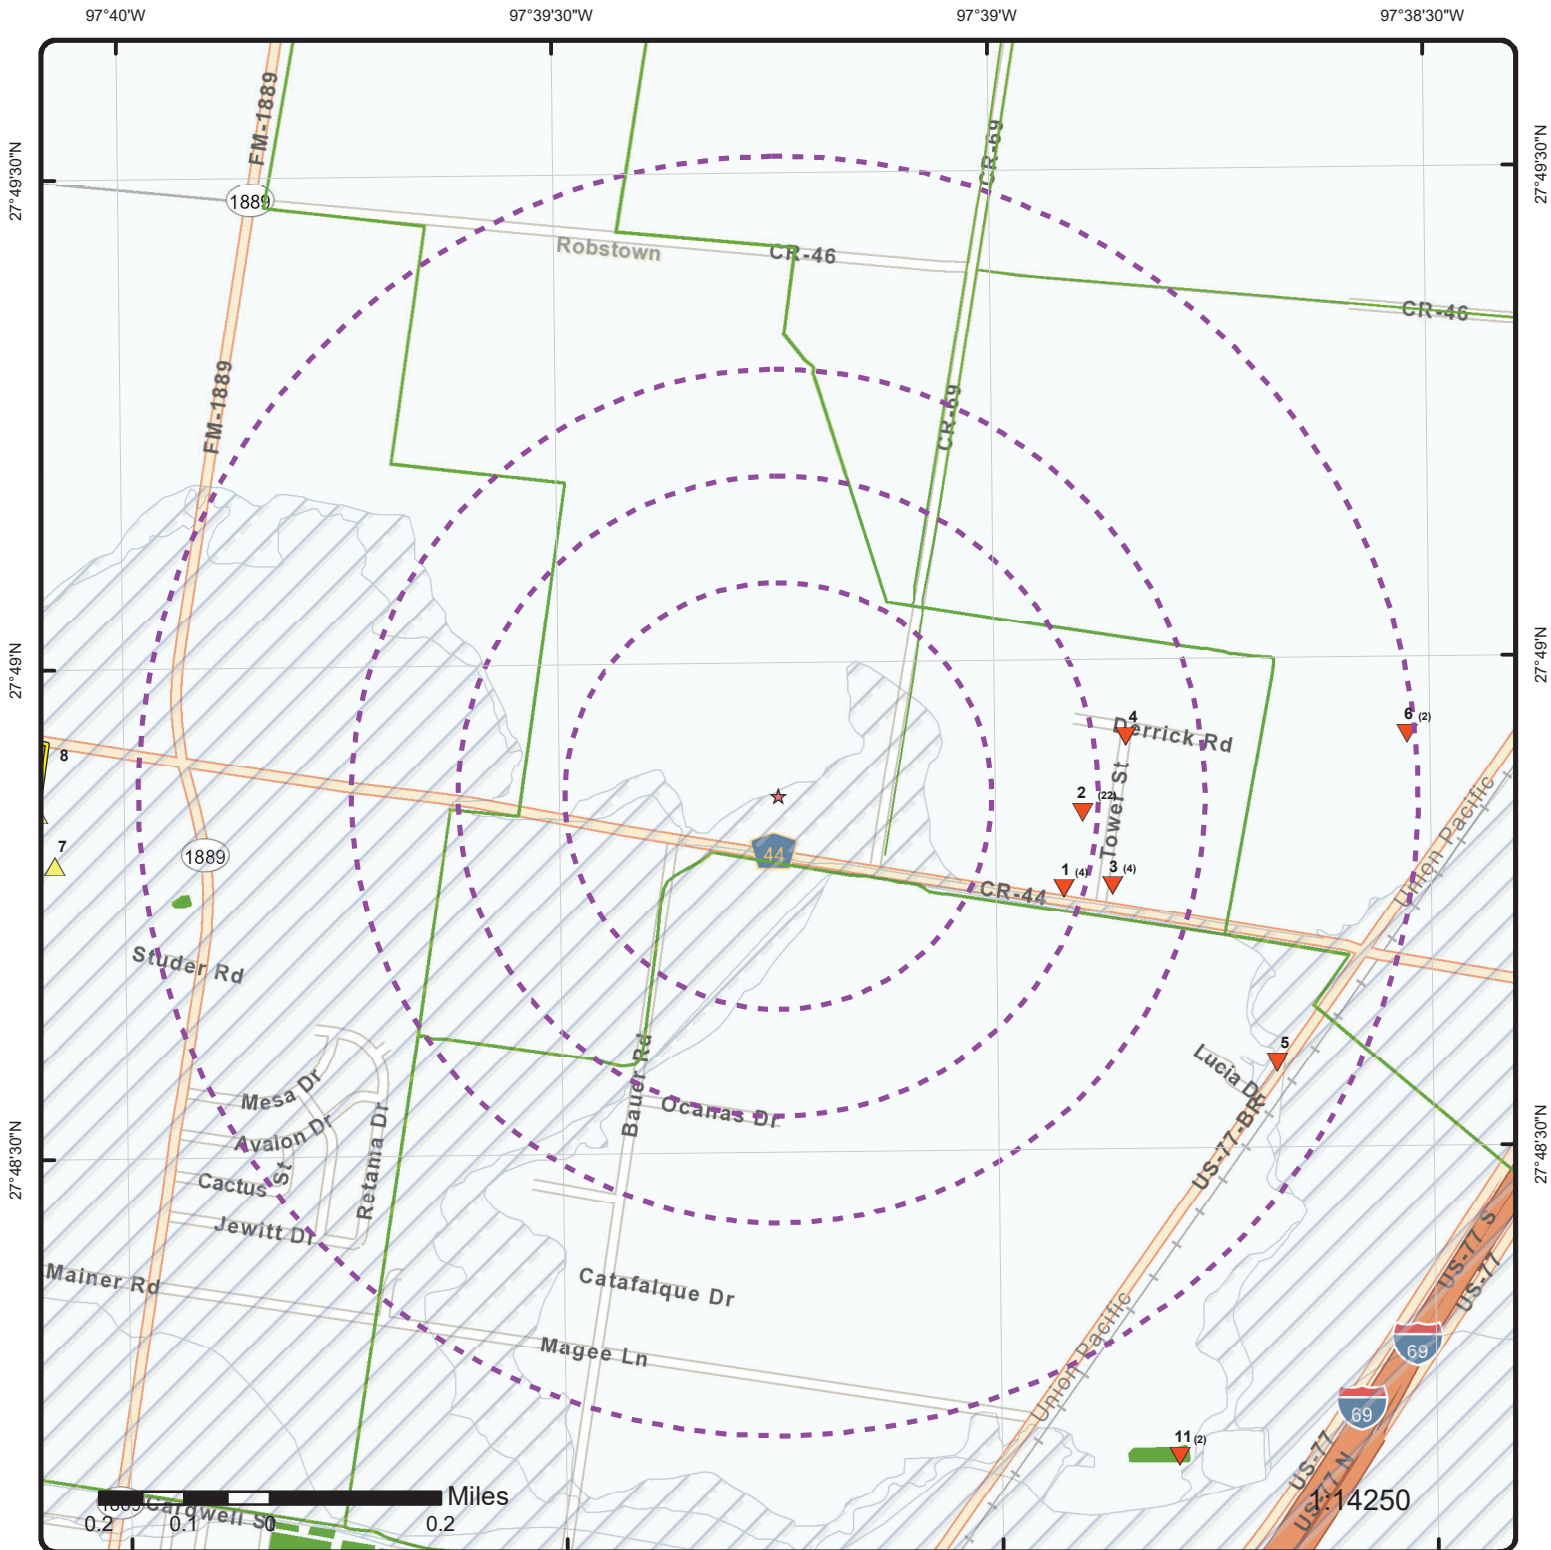 97°40'W
97°39'30"W
97°39'W
97°38'30"W
27°49'30"N
27°49'30"N
FM-1889
CR-69
1889
Robstown
CR-46
CR-46
FM-1889
CR-69
27°49'N
27°49'N
4
Derrick Rd
6 (2)
8
Tower St
2 (22)
Union Pacific
7
1889
44
1 (4)
3 (4)
CR-44
Studer Rd
5
Lucia Dr
Mesa Dr
Bauer Rd
Ocanas Dr
Avalon Dr
Retama Dr
US-77-BR
27°48'30"N
27°48'30"N
Cactus St
Jewitt Dr
US-77 S
US-77
Mainer Rd
Catafalque Dr
Union Pacific
69
Magee Ln
69
11 (2)
US-77
US-77 N
1889
Cardwell St
Miles
1:14250
0.2
0.1
0
0.2